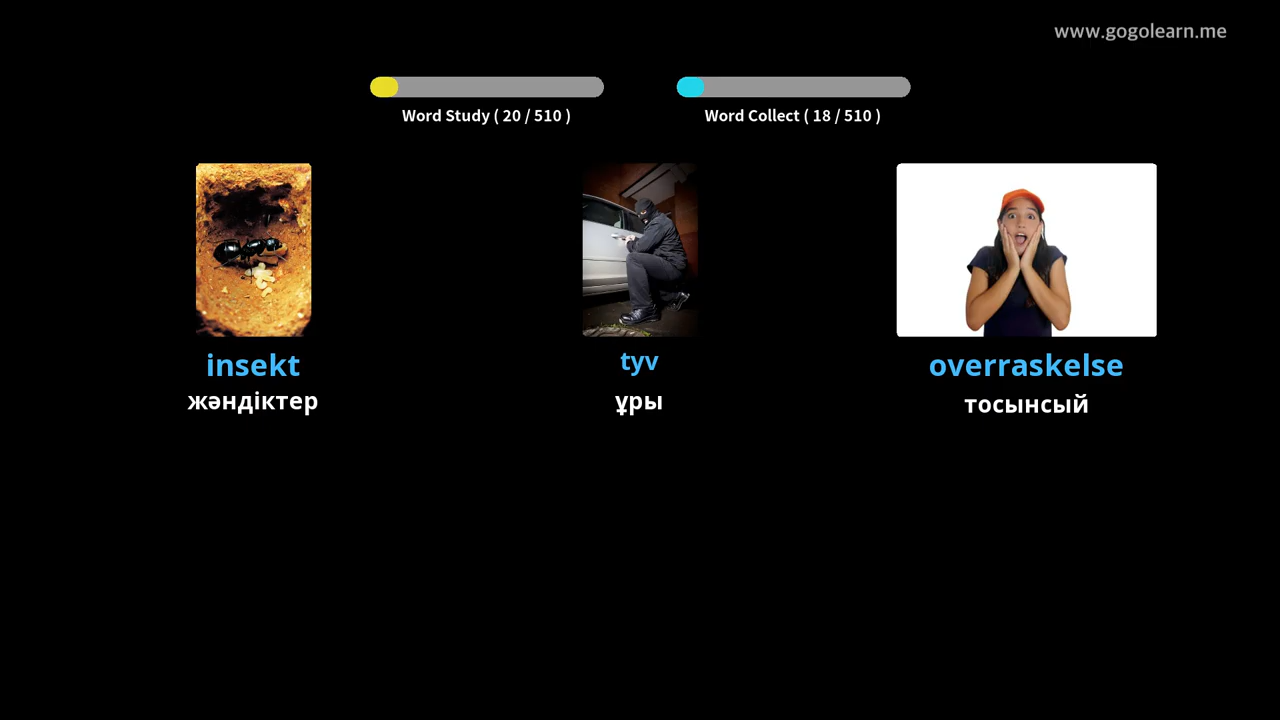 www.gogolearn.me
Word Study ( 20 / 510 )
Word Collect ( 18 / 510 )
insekt
жәндіктер
tyv
ұры
overraskelse
тосынсый